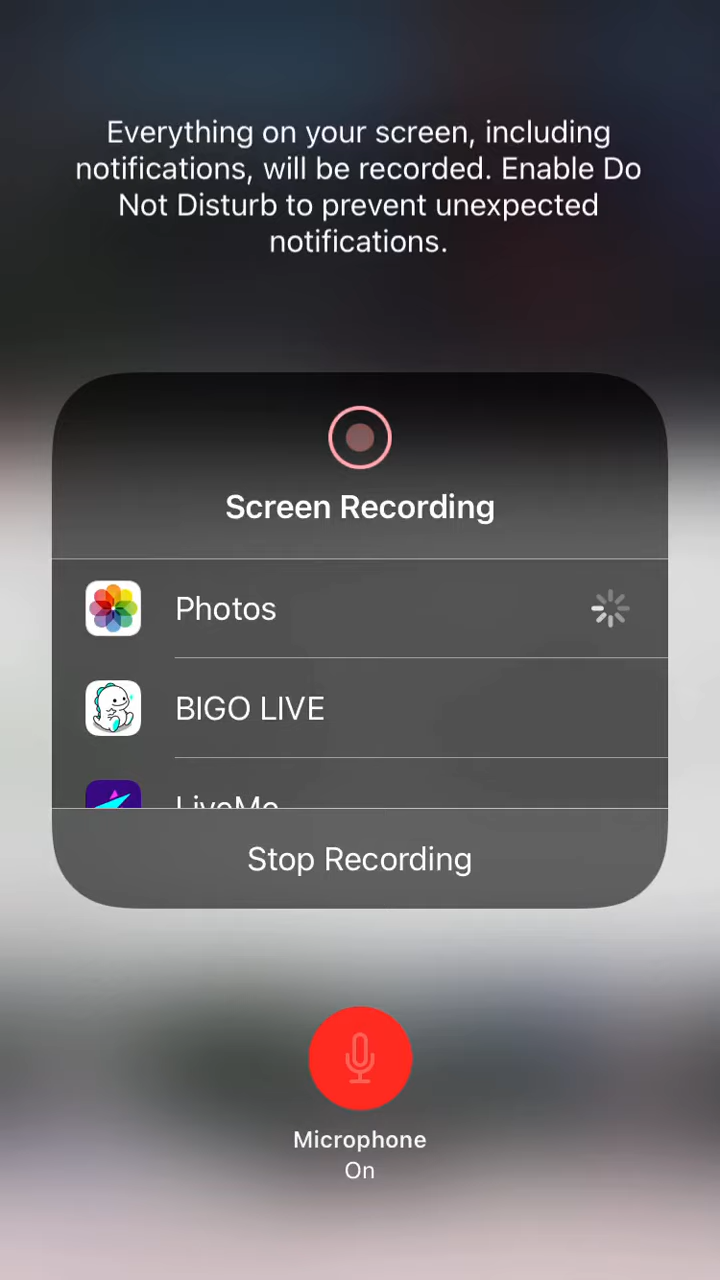 Everything on your screen, including
notifications, will be recorded. Enable Do
Not Disturb to prevent unexpected
notifications.
Screen Recording
Photos
BIGO LIVE
LiveMe
Stop Recording
Microphone
On